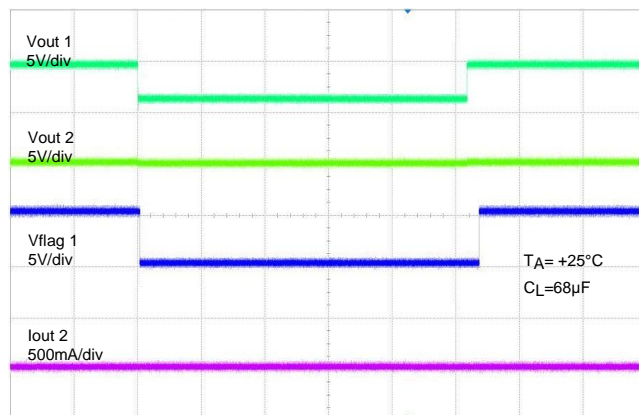 Vout 1
5V/div
Vout 2
5V/div
Vflag 1
5V/div
TA= +25°C
CL=68µF
Iout 2
500mA/div